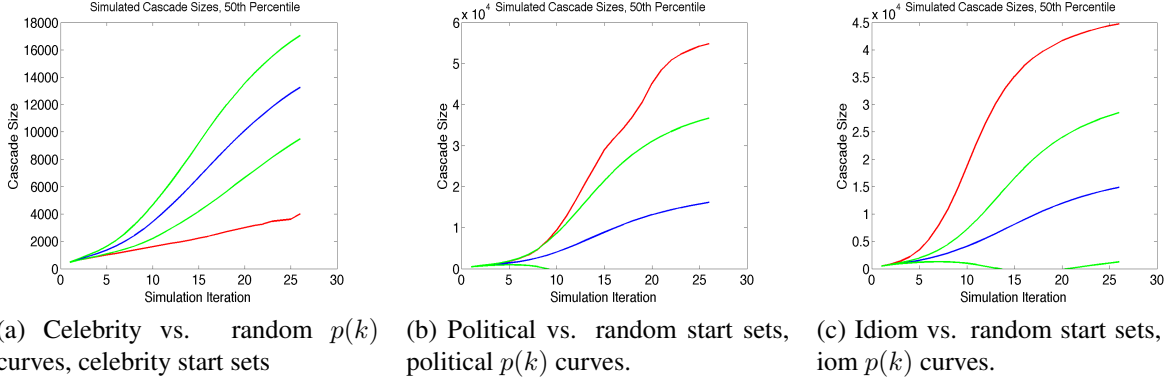 Simulated Cascade Sizes, 50th Percentile
18000
16000
14000
12000
10000
8000
6000
4000
2000
0
Cascade Size
0 5 10 15 20 25 30
Simulation Iteration
(a) Celebrity vs. random p(k)
curves, celebrity start sets
Simulated Cascade Sizes, 50th Percentile
x 10^4
6
5
4
3
2
1
0
Cascade Size
0 5 10 15 20 25 30
Simulation Iteration
(b) Political vs. random start sets,
political p(k) curves.
Simulated Cascade Sizes, 50th Percentile
x 10^4
4.5
4
3.5
3
2.5
2
1.5
1
0.5
0
Cascade Size
0 5 10 15 20 25 30
Simulation Iteration
(c) Idiom vs. random start sets,
iom p(k) curves.